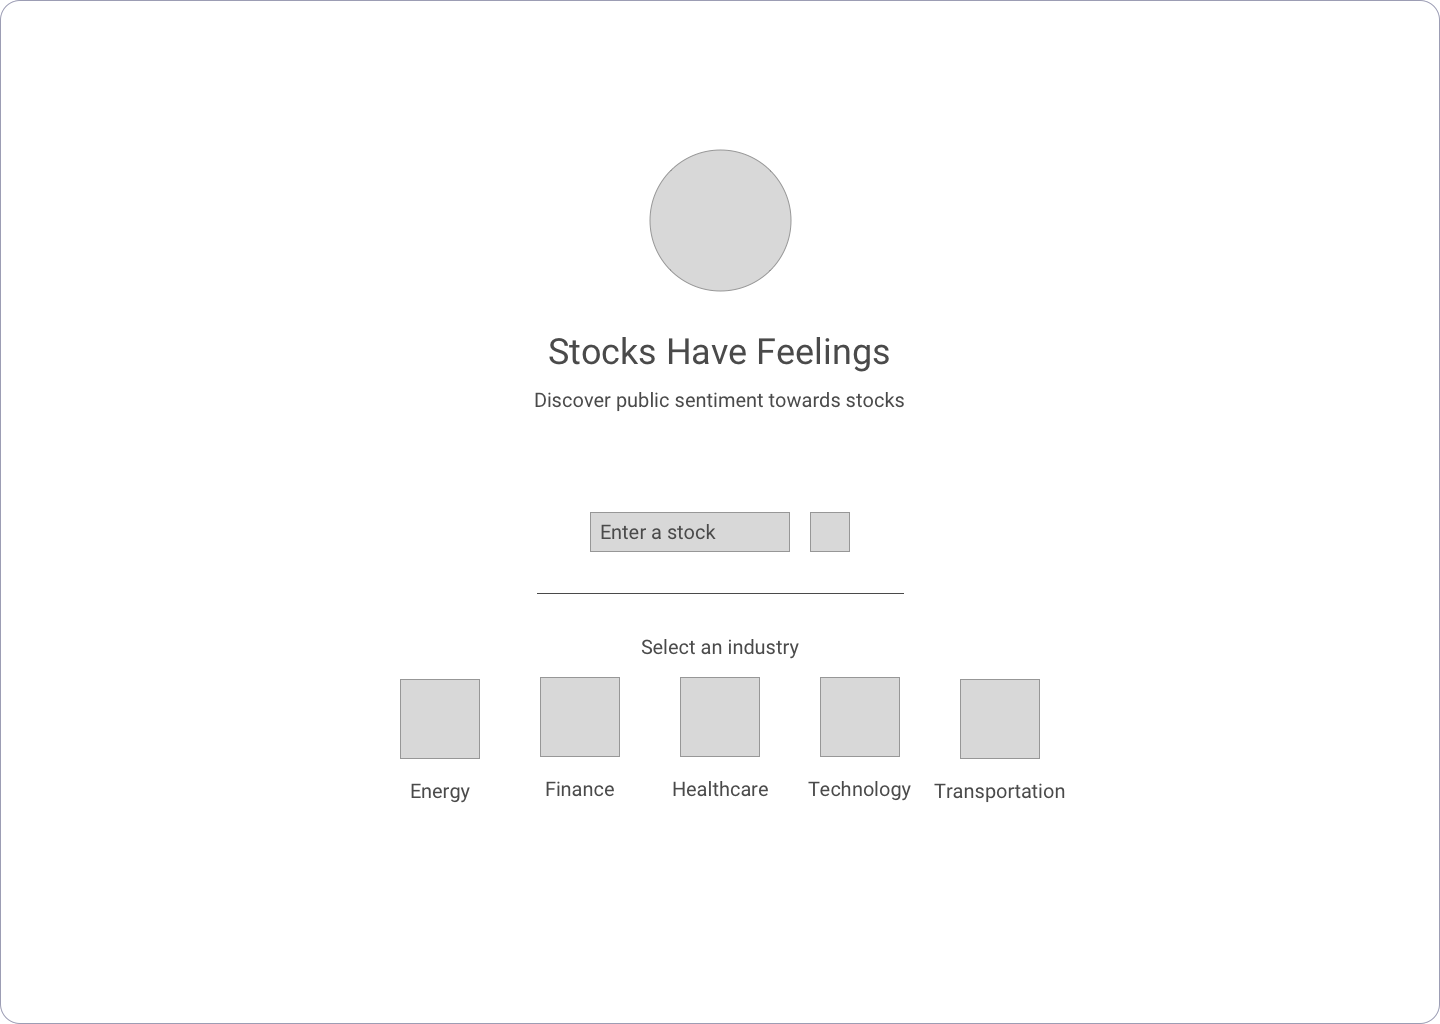 Stocks Have Feelings
Discover public sentiment towards stocks
Enter a stock
Select an industry
Energy
Finance
Healthcare
Technology
Transportation